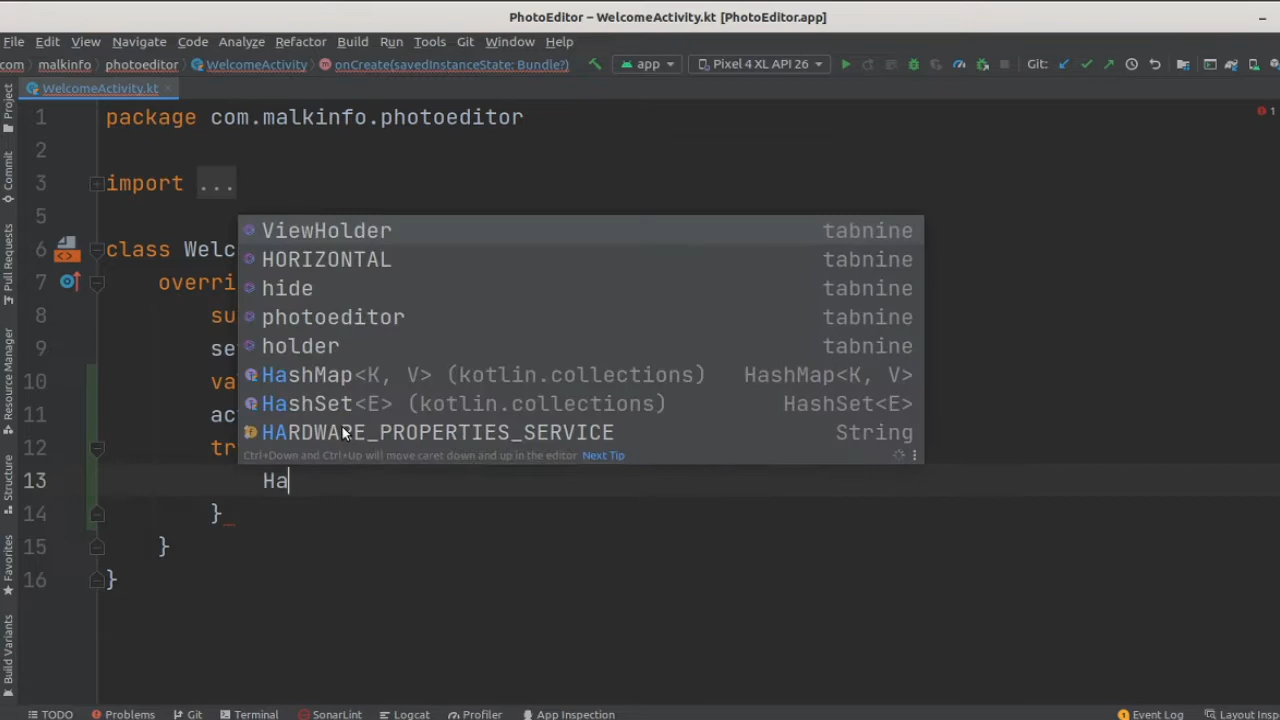 PhotoEditor – WelcomeActivity.kt [PhotoEditor.app]
File Edit View Navigate Code Analyze Refactor Build Run Tools Git Window Help
com malkinfo photoeditor WelcomeActivity onCreate(savedInstanceState: Bundle?) app Pixel 4 XL API 26 Git:
WelcomeActivity.kt
Project
Commit
Pull Requests
Resource Manager
Structure
Favorites
Build Variants
1 package com.malkinfo.photoeditor 1
2
3 import ...
5
6 class Welc
7 overri
8 su
9 se
10 va
11 ac
12 tr
13 Ha
14 }
15 }
16 }
ViewHolder tabnine
HORIZONTAL tabnine
hide tabnine
photoeditor tabnine
holder tabnine
HashMap<K, V> (kotlin.collections) HashMap<K, V>
HashSet<E> (kotlin.collections) HashSet<E>
HARDWARE_PROPERTIES_SERVICE String
Ctrl+Down and Ctrl+Up will move caret down and up in the editor Next Tip
TODO Problems Git Terminal SonarLint Logcat Profiler App Inspection 1 Event Log Layout Insp